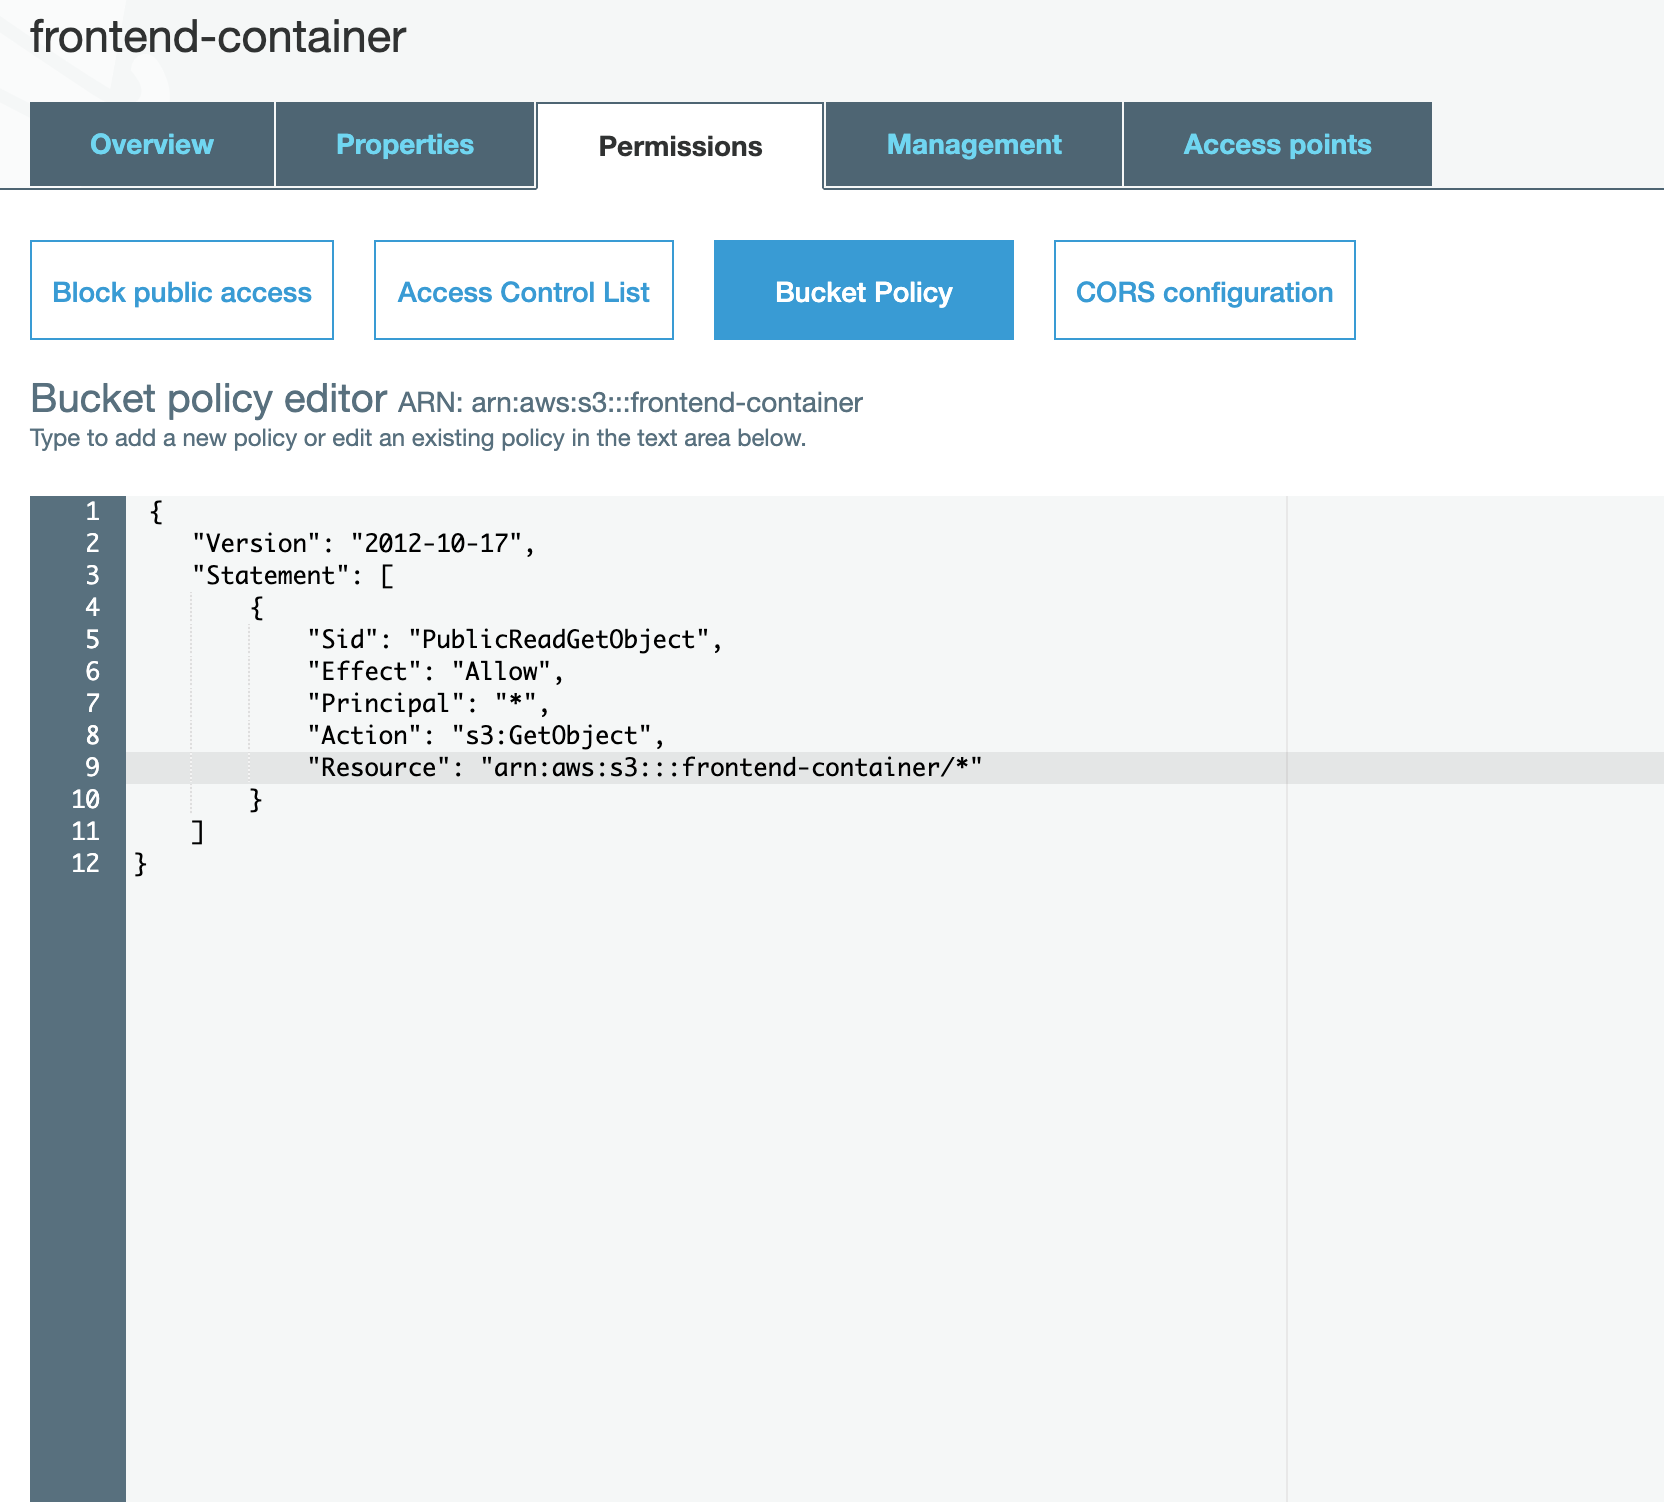 frontend-container
Overview Properties Permissions Management Access points
Block public access Access Control List Bucket Policy CORS configuration
Bucket policy editor ARN: arn:aws:s3:::frontend-container
Type to add a new policy or edit an existing policy in the text area below.
1 {
2 "Version": "2012-10-17",
3 "Statement": [
4 {
5 "Sid": "PublicReadGetObject",
6 "Effect": "Allow",
7 "Principal": "*",
8 "Action": "s3:GetObject",
9 "Resource": "arn:aws:s3:::frontend-container/*"
10 }
11 ]
12 }